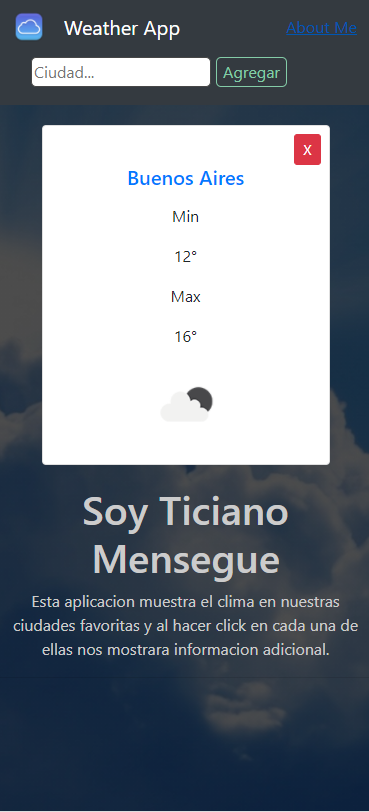 Weather App
About Me
Ciudad...
Agregar
X
Buenos Aires
Min
12°
Max
16°
Soy Ticiano
Mensegue
Esta aplicacion muestra el clima en nuestras
ciudades favoritas y al hacer click en cada una de
ellas nos mostrara informacion adicional.